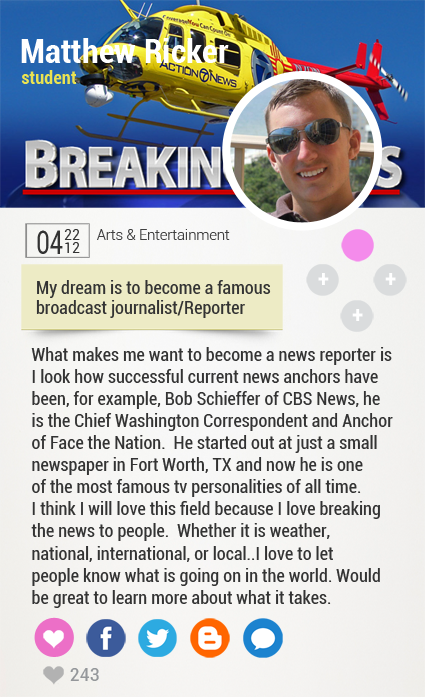 Matthew Ricker
student
Coverage You Can Count On
ACTION 7 NEWS
BREAKIN S
04 22 12
Arts & Entertainment
My dream is to become a famous
broadcast journalist/Reporter
What makes me want to become a news reporter is
I look how successful current news anchors have
been, for example, Bob Schieffer of CBS News, he
is the Chief Washington Correspondent and Anchor
of Face the Nation.  He started out at just a small
newspaper in Fort Worth, TX and now he is one
of the most famous tv personalities of all time.
I think I will love this field because I love breaking
the news to people.  Whether it is weather,
national, international, or local..I love to let
people know what is going on in the world. Would
be great to learn more about what it takes.
243